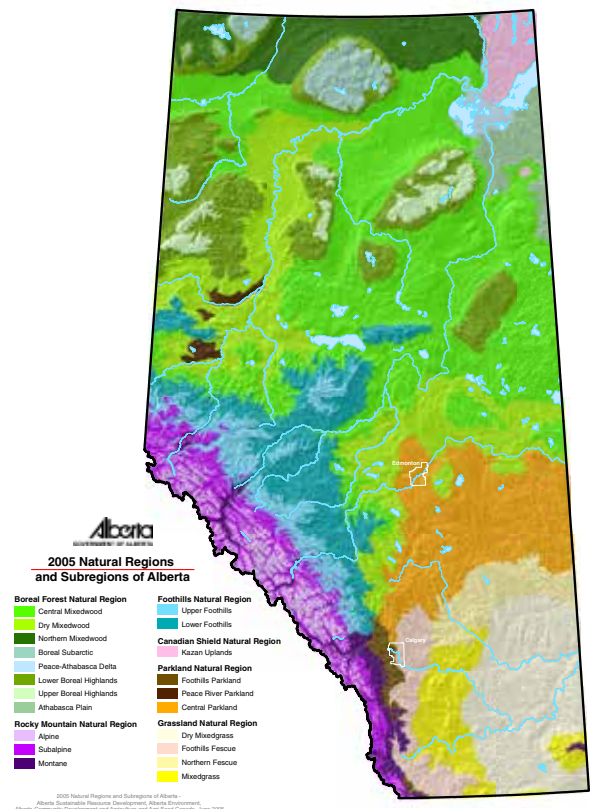 Edmonton
Calgary
Alberta
2005 Natural Regions
and Subregions of Alberta
Boreal Forest Natural Region
Central Mixedwood
Dry Mixedwood
Northern Mixedwood
Boreal Subarctic
Peace-Athabasca Delta
Lower Boreal Highlands
Upper Boreal Highlands
Athabasca Plain
Rocky Mountain Natural Region
Alpine
Subalpine
Montane
Foothills Natural Region
Upper Foothills
Lower Foothills
Canadian Shield Natural Region
Kazan Uplands
Parkland Natural Region
Foothills Parkland
Peace River Parkland
Central Parkland
Grassland Natural Region
Dry Mixedgrass
Foothills Fescue
Northern Fescue
Mixedgrass
2005 Natural Regions and Subregions of Alberta -
Alberta Sustainable Resource Development, Alberta Environment,